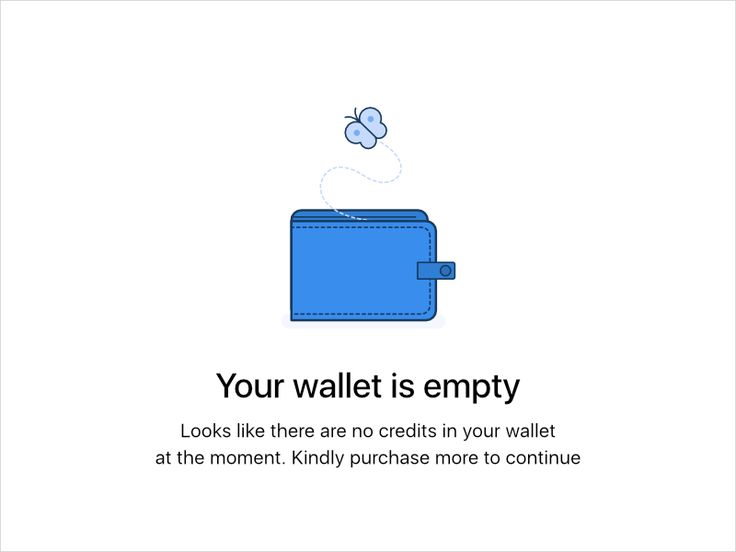 Your wallet is empty
Looks like there are no credits in your wallet
at the moment. Kindly purchase more to continue